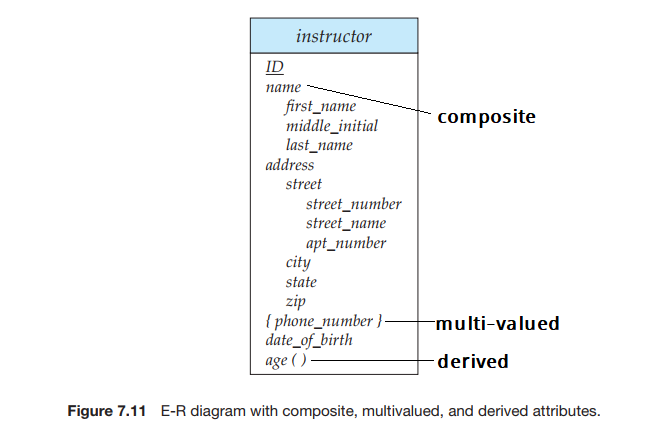 instructor
ID
name
first_name
middle_initial
composite
last_name
address
street
street_number
street_name
apt_number
city
state
zip
{ phone_number }
multi-valued
date_of_birth
age ( )
derived
Figure 7.11 E-R diagram with composite, multivalued, and derived attributes.